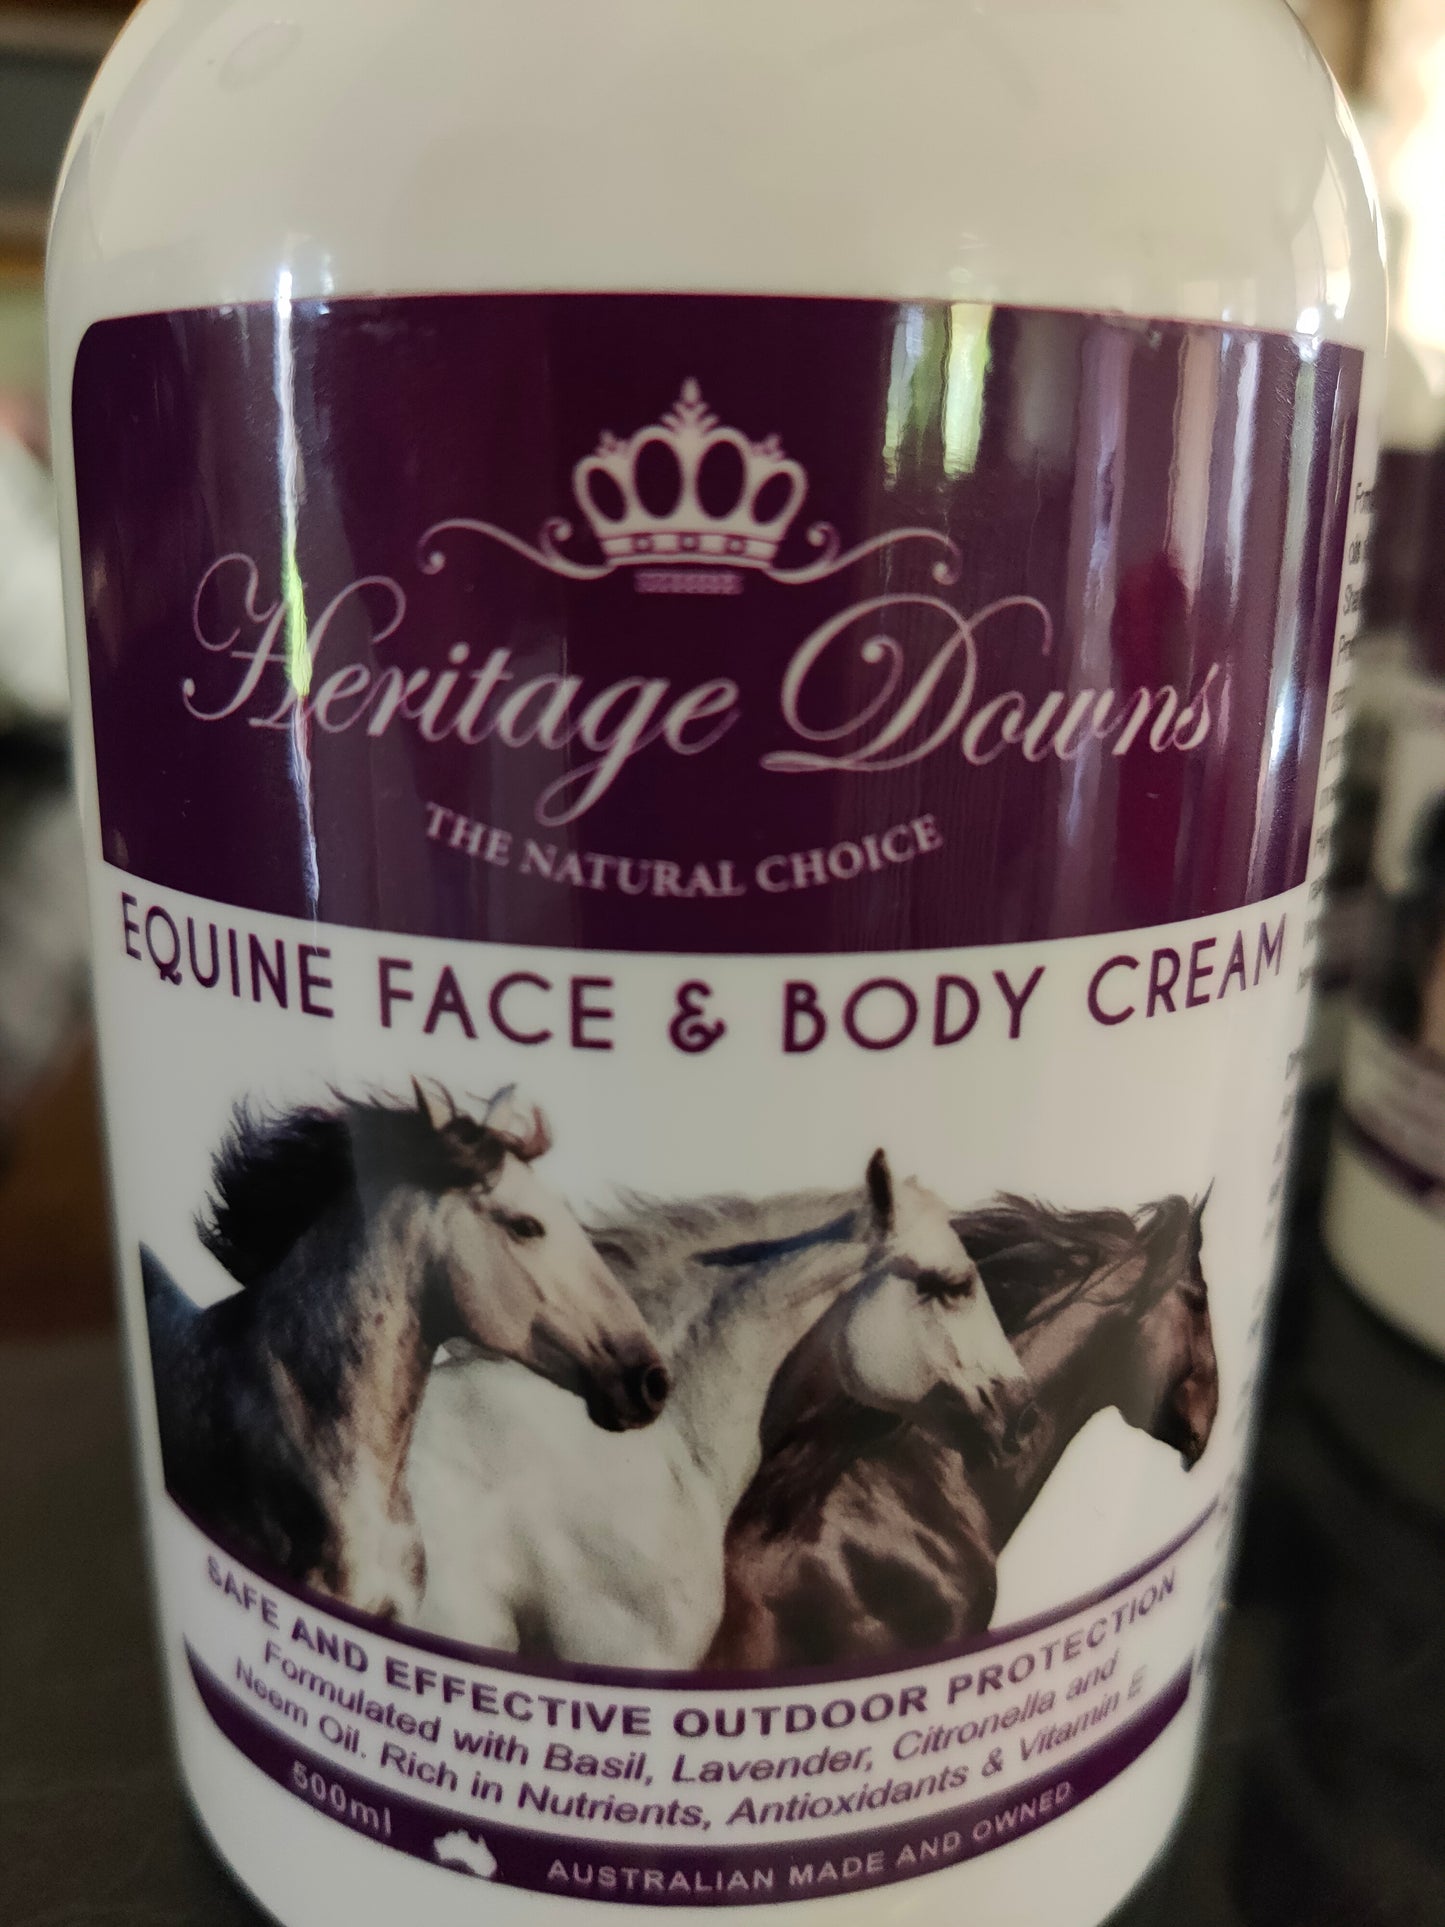 Heritage Downs
THE NATURAL CHOICE
EQUINE FACE & BODY CREAM
SAFE AND EFFECTIVE OUTDOOR PROTECTION
Formulated with Basil, Lavender, Citronella and
Neem Oil. Rich in Nutrients, Antioxidants & Vitamin E
500ml
AUSTRALIAN MADE AND OWNED